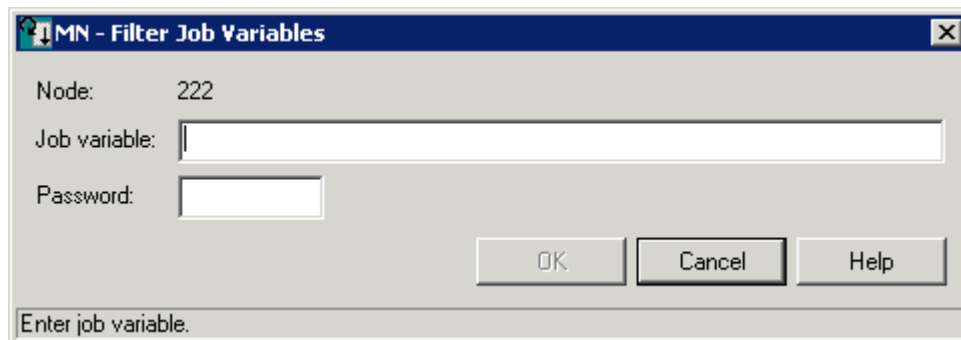 MN - Filter Job Variables
Node: 222
Job variable:
Password:
OK Cancel Help
Enter job variable.